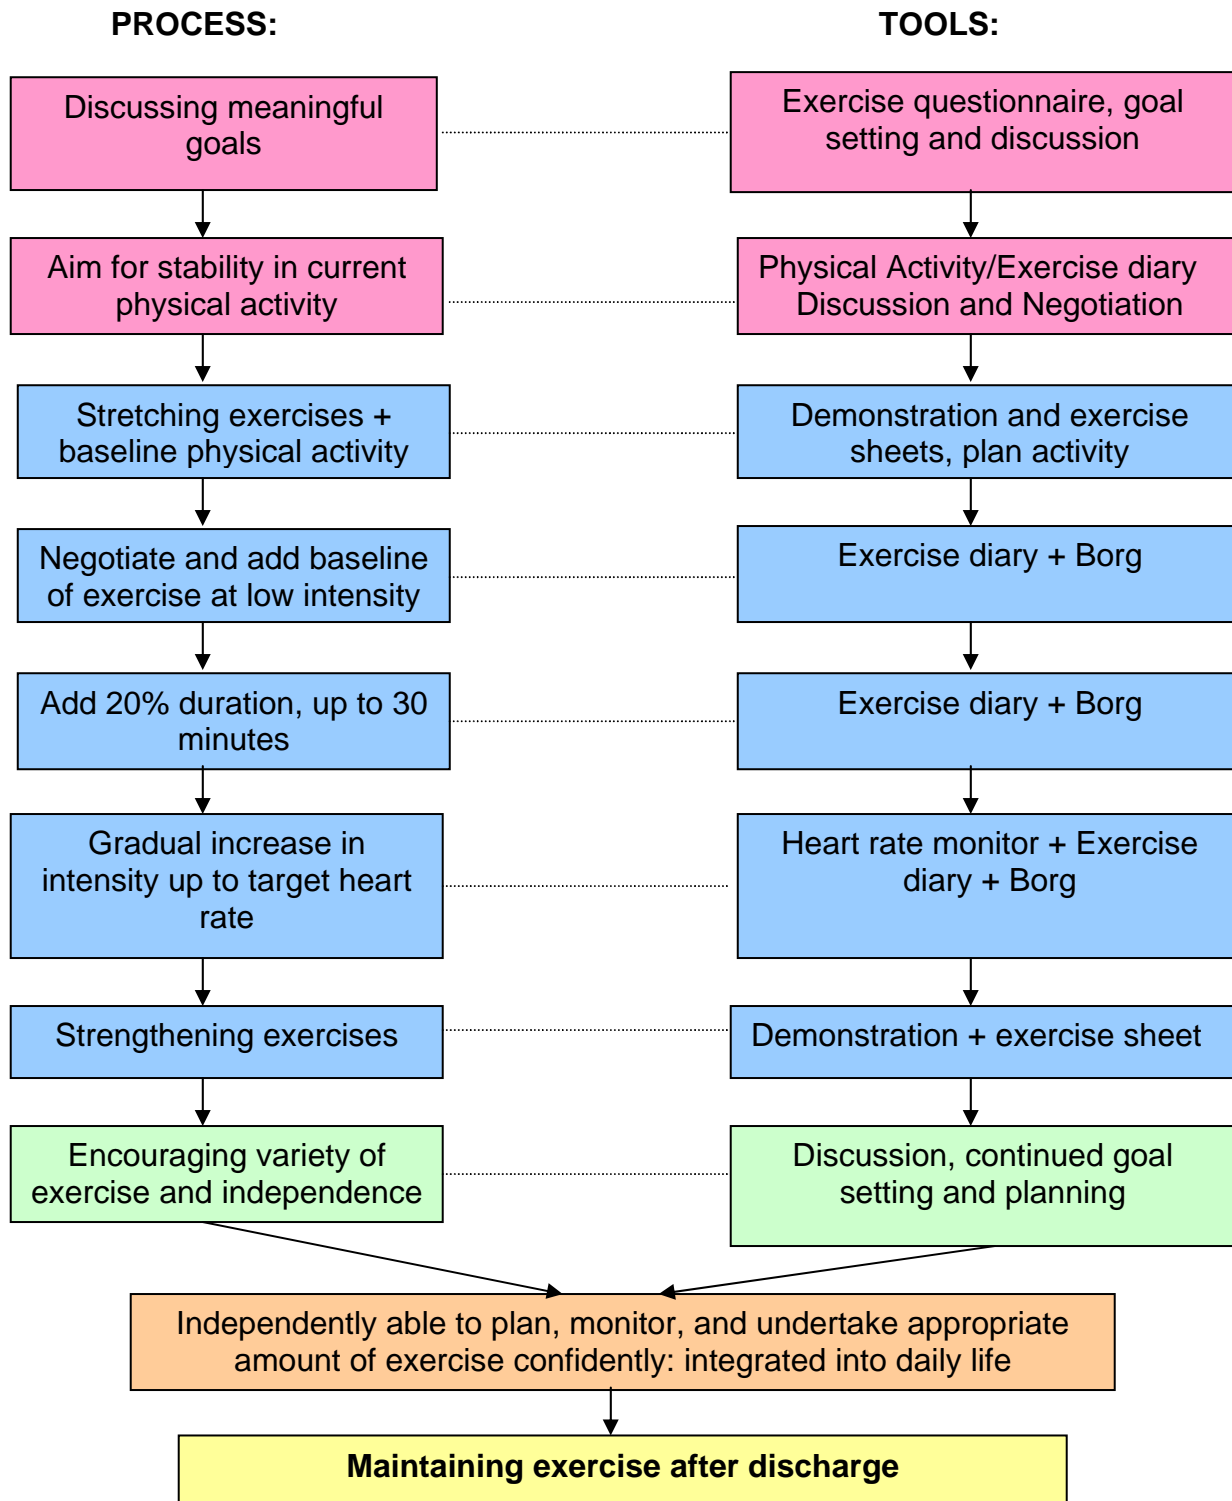 PROCESS:
TOOLS:
Discussing meaningful
goals
Exercise questionnaire, goal
setting and discussion
Aim for stability in current
physical activity
Physical Activity/Exercise diary
Discussion and Negotiation
Stretching exercises +
baseline physical activity
Demonstration and exercise
sheets, plan activity
Negotiate and add baseline
of exercise at low intensity
Exercise diary + Borg
Add 20% duration, up to 30
minutes
Exercise diary + Borg
Gradual increase in
intensity up to target heart
rate
Heart rate monitor + Exercise
diary + Borg
Strengthening exercises
Demonstration + exercise sheet
Encouraging variety of
exercise and independence
Discussion, continued goal
setting and planning
Independently able to plan, monitor, and undertake appropriate
amount of exercise confidently: integrated into daily life
Maintaining exercise after discharge